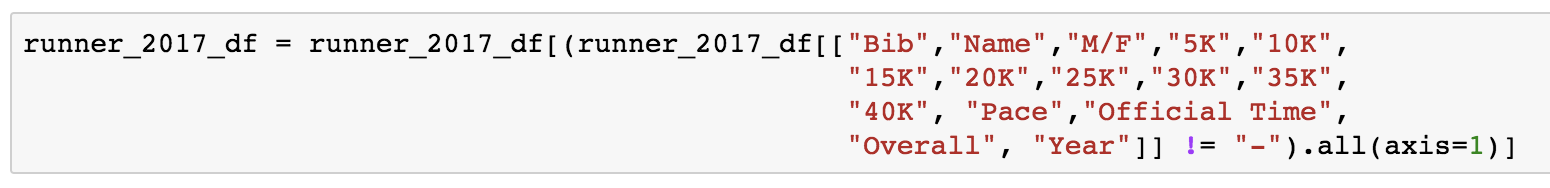 runner_2017_df = runner_2017_df[(runner_2017_df[["Bib","Name","M/F","5K","10K",
"15K","20K","25K","30K","35K",
"40K", "Pace","Official Time",
"Overall", "Year"]] != "-").all(axis=1)]